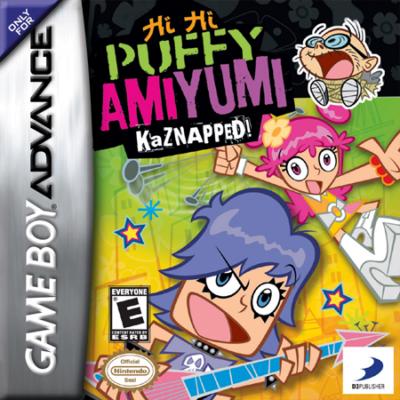 ONLY
FOR
GAME BOY ADVANCE
Hi Hi
PUFFY
AMIYUMI
KaZNAPPED!
EVERYONE
E
CONTENT RATED BY
ESRB
Official
Nintendo
Seal
D3PUBLISHER